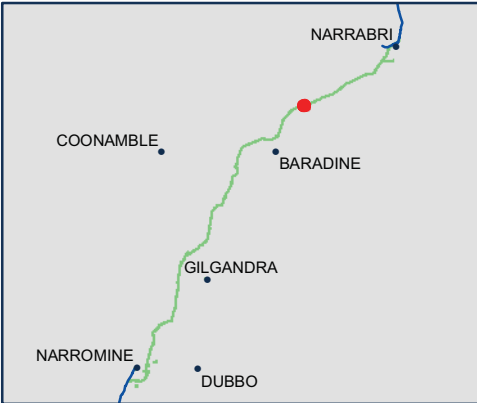 NARRABRI
COONAMBLE
BARADINE
GILGANDRA
NARROMINE
DUBBO